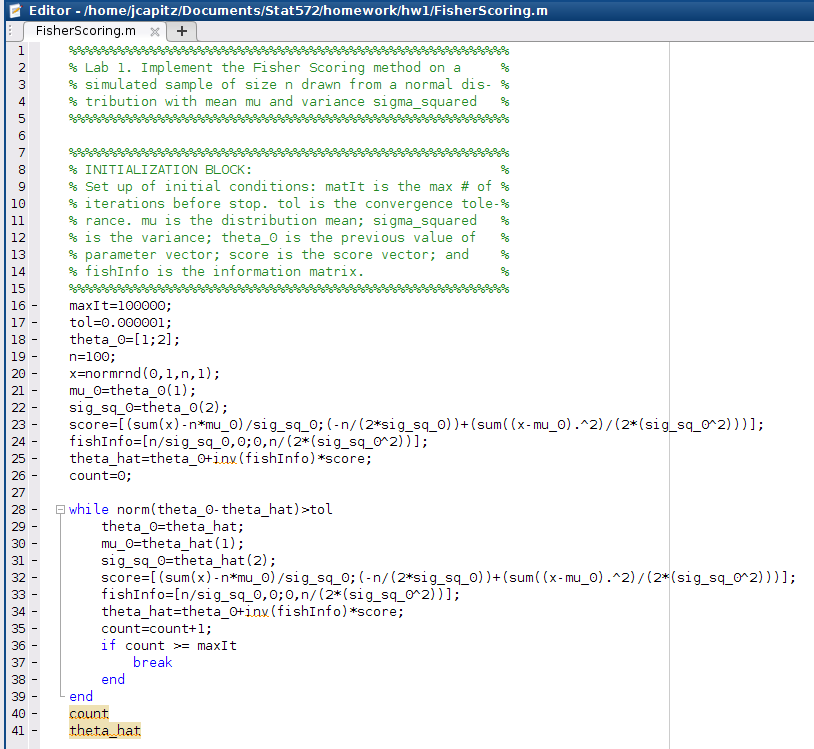 Editor - /home/jcapitz/Documents/Stat572/homework/hw1/FisherScoring.m
FisherScoring.m × +
1 %%%%%%%%%%%%%%%%%%%%%%%%%%%%%%%%%%%%%%%%%%%%%%%%%%%%%%%
2 % Lab 1. Implement the Fisher Scoring method on a %
3 % simulated sample of size n drawn from a normal dis- %
4 % tribution with mean mu and variance sigma_squared %
5 %%%%%%%%%%%%%%%%%%%%%%%%%%%%%%%%%%%%%%%%%%%%%%%%%%%%%%%
6
7 %%%%%%%%%%%%%%%%%%%%%%%%%%%%%%%%%%%%%%%%%%%%%%%%%%%%%%%
8 % INITIALIZATION BLOCK: %
9 % Set up of initial conditions: matIt is the max # of %
10 % iterations before stop. tol is the convergence tole-%
11 % rance. mu is the distribution mean; sigma_squared %
12 % is the variance; theta_0 is the previous value of %
13 % parameter vector; score is the score vector; and %
14 % fishInfo is the information matrix. %
15 %%%%%%%%%%%%%%%%%%%%%%%%%%%%%%%%%%%%%%%%%%%%%%%%%%%%%%%
16 - maxIt=100000;
17 - tol=0.000001;
18 - theta_0=[1;2];
19 - n=100;
20 - x=normrnd(0,1,n,1);
21 - mu_0=theta_0(1);
22 - sig_sq_0=theta_0(2);
23 - score=[(sum(x)-n*mu_0)/sig_sq_0;(-n/(2*sig_sq_0))+(sum((x-mu_0).^2)/(2*(sig_sq_0^2)))];
24 - fishInfo=[n/sig_sq_0,0;0,n/(2*(sig_sq_0^2))];
25 - theta_hat=theta_0+inv(fishInfo)*score;
26 - count=0;
27
28 - while norm(theta_0-theta_hat)>tol
29 - theta_0=theta_hat;
30 - mu_0=theta_hat(1);
31 - sig_sq_0=theta_hat(2);
32 - score=[(sum(x)-n*mu_0)/sig_sq_0;(-n/(2*sig_sq_0))+(sum((x-mu_0).^2)/(2*(sig_sq_0^2)))];
33 - fishInfo=[n/sig_sq_0,0;0,n/(2*(sig_sq_0^2))];
34 - theta_hat=theta_0+inv(fishInfo)*score;
35 - count=count+1;
36 - if count >= maxIt
37 - break
38 - end
39 - end
40 - count
41 - theta_hat